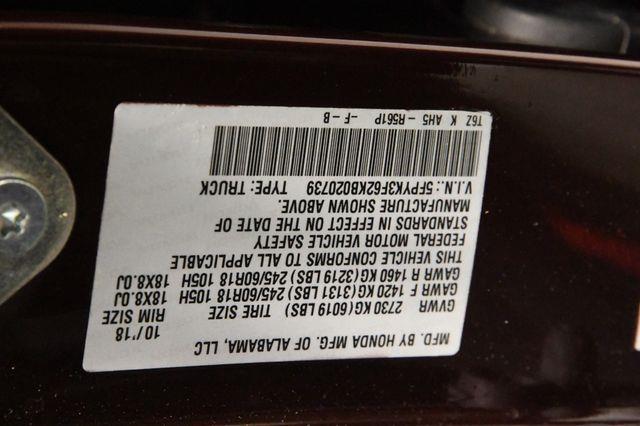 MFD. BY HONDA MFG. OF ALABAMA, LLC 10/'18
GVWR 2730 KG(6019 LBS) TIRE SIZE RIM SIZE
GAWR F 1420 KG(3131 LBS) 245/60R18 105H 18X8.0J
GAWR R 1460 KG(3219 LBS) 245/60R18 105H 18X8.0J
THIS VEHICLE CONFORMS TO ALL APPLICABLE
FEDERAL MOTOR VEHICLE SAFETY
STANDARDS IN EFFECT ON THE DATE OF
MANUFACTURE SHOWN ABOVE.
V.I.N.: 5FPYK3F62KB020739 TYPE: TRUCK
T6Z K AH5- R561P -F-B